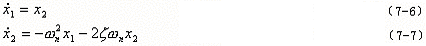 ẋ₁ = x₂ (7-6)
ẋ₂ = -ωₙ²x₁ - 2ζωₙx₂ (7-7)